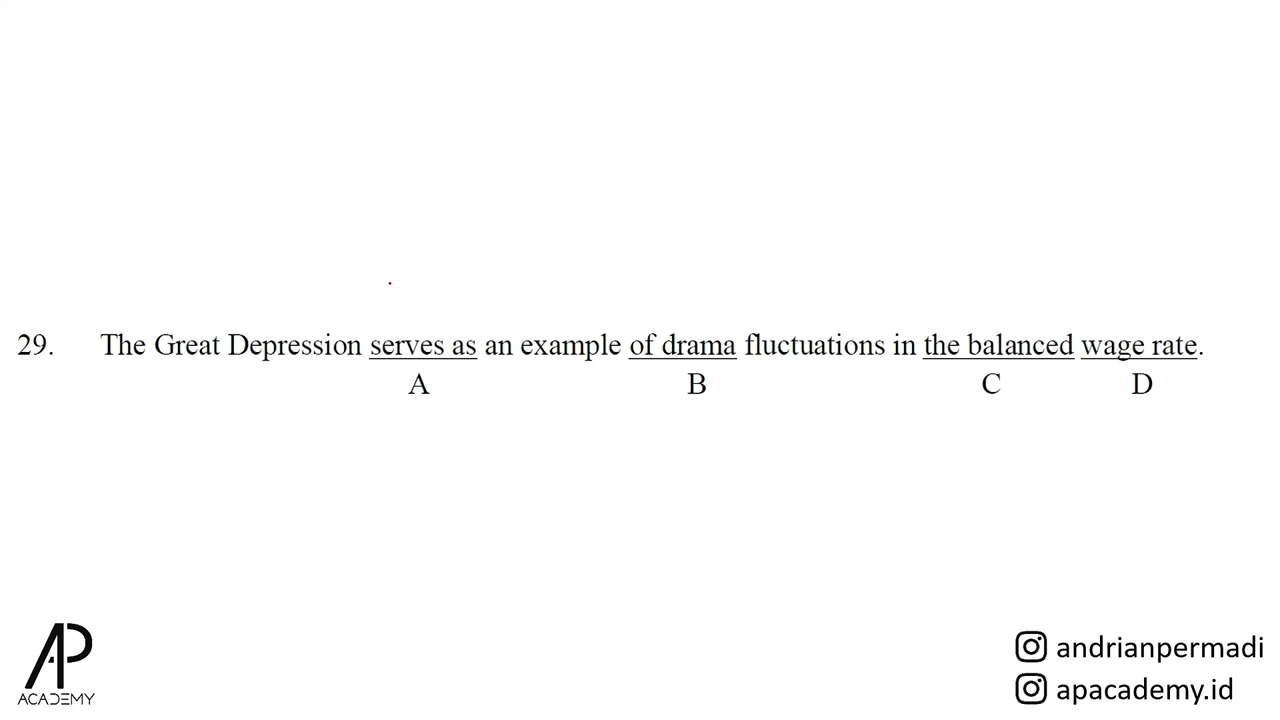 29. The Great Depression serves as an example of drama fluctuations in the balanced wage rate.
A B C D
AP
ACADEMY
andrianpermadi
apacademy.id